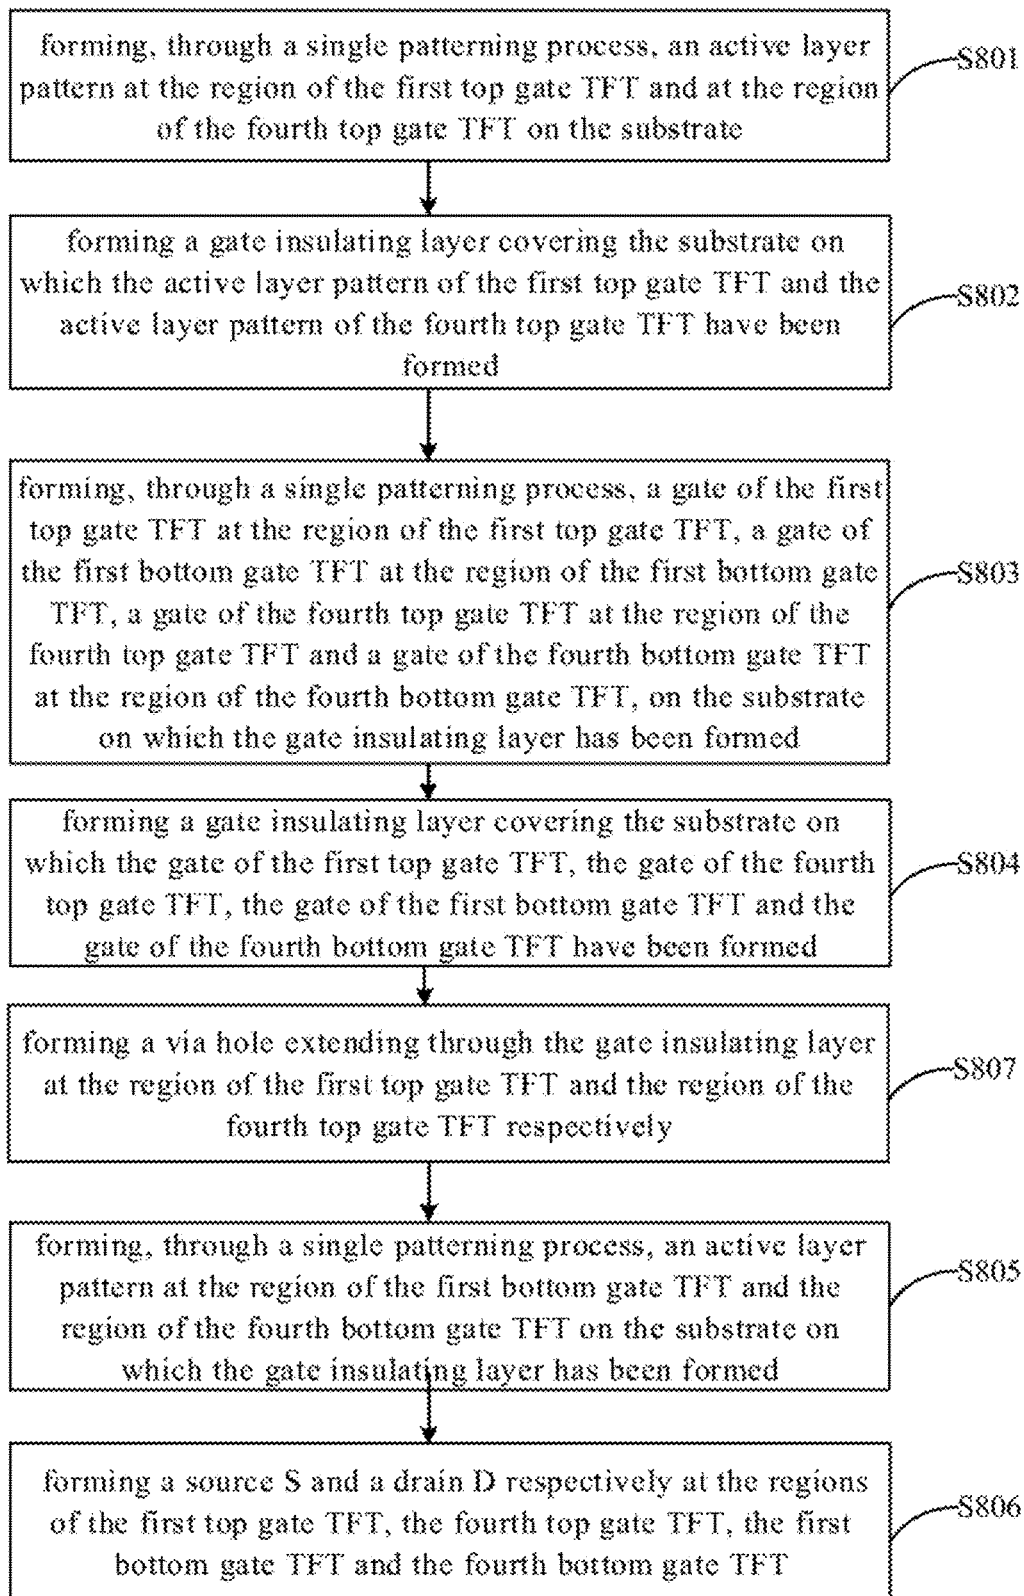 forming, through a single patterning process, an active layer
pattern at the region of the first top gate TFT and at the region
of the fourth top gate TFT on the substrate
S801
forming a gate insulating layer covering the substrate on
which the active layer pattern of the first top gate TFT and the
active layer pattern of the fourth top gate TFT have been
formed
S802
forming, through a single patterning process, a gate of the first
top gate TFT at the region of the first top gate TFT, a gate of
the first bottom gate TFT at the region of the first bottom gate
TFT, a gate of the fourth top gate TFT at the region of the
fourth top gate TFT and a gate of the fourth bottom gate TFT
at the region of the fourth bottom gate TFT, on the substrate
on which the gate insulating layer has been formed
S803
forming a gate insulating layer covering the substrate on
which the gate of the first top gate TFT, the gate of the fourth
top gate TFT, the gate of the first bottom gate TFT and the
gate of the fourth bottom gate TFT have been formed
S804
forming a via hole extending through the gate insulating layer
at the region of the first top gate TFT and the region of the
fourth top gate TFT respectively
S807
forming, through a single patterning process, an active layer
pattern at the region of the first bottom gate TFT and the
region of the fourth bottom gate TFT on the substrate on
which the gate insulating layer has been formed
S805
forming a source S and a drain D respectively at the regions
of the first top gate TFT, the fourth top gate TFT, the first
bottom gate TFT and the fourth bottom gate TFT
S806